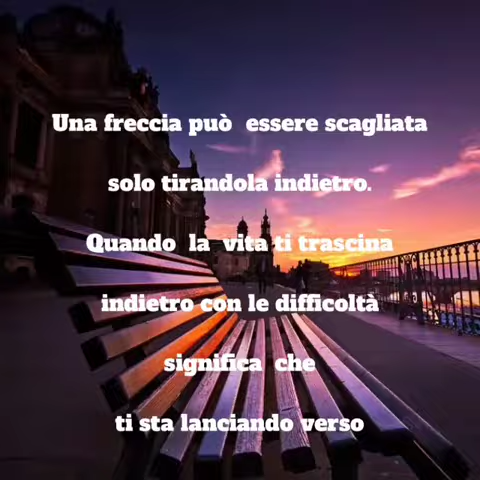 Una freccia può essere scagliata
solo tirandola indietro.
Quando la vita ti trascina
indietro con le difficoltà
significa che
ti sta lanciando verso